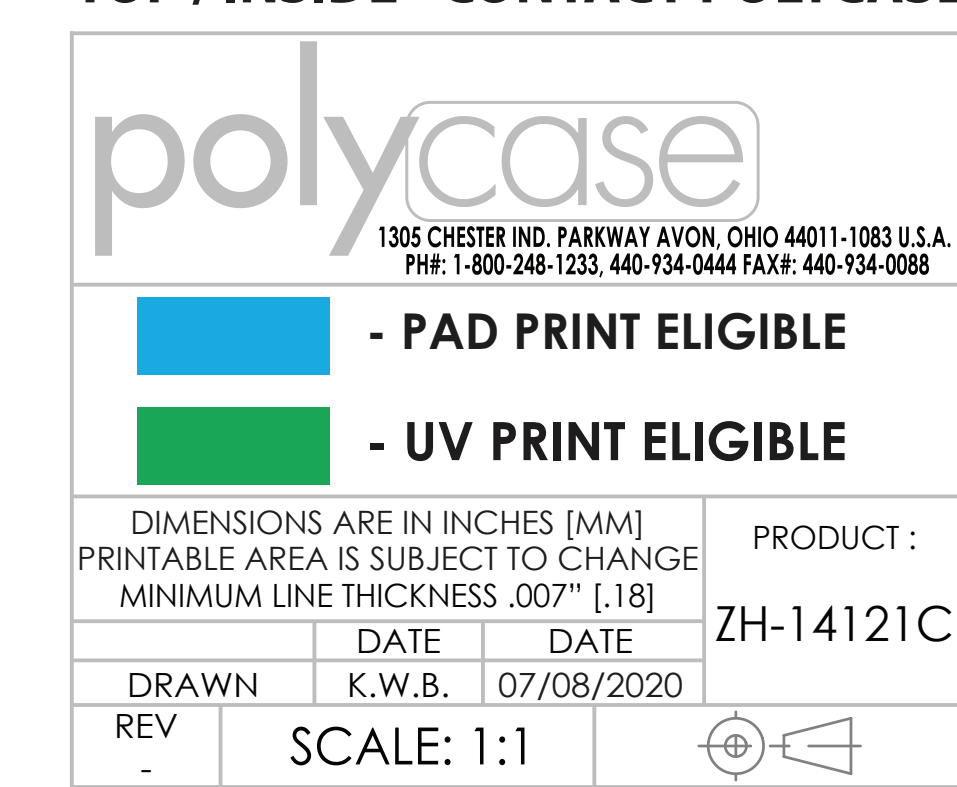 polycase
1305 CHESTER IND. PARKWAY AVON, OHIO 44011-1083 U.S.A.
PH#: 1-800-248-1233, 440-934-0444 FAX#: 440-934-0088
- PAD PRINT ELIGIBLE
- UV PRINT ELIGIBLE
DIMENSIONS ARE IN INCHES [MM]
PRINTABLE AREA IS SUBJECT TO CHANGE
MINIMUM LINE THICKNESS .007” [.18]
PRODUCT :
ZH-14121C
DATE DATE
DRAWN K.W.B. 07/08/2020
REV
-
SCALE: 1:1